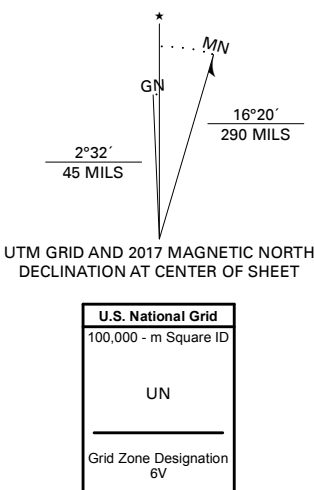 ★
MN
GN
16°20´
290 MILS
2°32´
45 MILS
UTM GRID AND 2017 MAGNETIC NORTH
DECLINATION AT CENTER OF SHEET
U.S. National Grid
100,000 - m Square ID
UN
Grid Zone Designation
6V